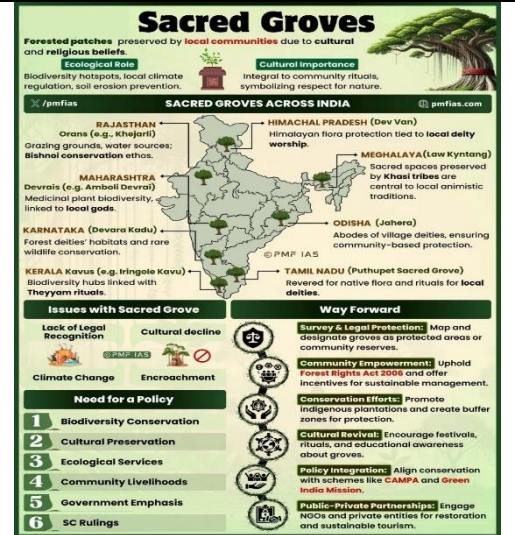 Sacred Groves
Forested patches preserved by local communities due to cultural
and religious beliefs.
Ecological Role
Biodiversity hotspots, local climate
regulation, soil erosion prevention.
Cultural Importance
Integral to community rituals,
symbolizing respect for nature.
/pmfias
SACRED GROVES ACROSS INDIA
pmfias.com
RAJASTHAN
Orans (e.g., Khejarli)
Grazing grounds, water sources;
Bishnoi conservation ethos.
HIMACHAL PRADESH (Dev Van)
Himalayan flora protection tied to local deity
worship.
MEGHALAYA(Law Kyntang)
Sacred spaces preserved
by Khasi tribes are
central to local animistic
traditions.
MAHARASHTRA
Devrais (e.g. Amboli Devrai)
Medicinal plant biodiversity,
linked to local gods.
KARNATAKA (Devara Kadu)
Forest deities' habitats and rare
wildlife conservation.
ODISHA (Jahera)
Abodes of village deities, ensuring
community-based protection.
©PMF IAS
KERALA Kavus (e.g. Iringole Kavu)
Biodiversity hubs linked with
Theyyam rituals.
TAMIL NADU (Puthupet Sacred Grove)
Revered for native flora and rituals for local
deities.
Issues with Sacred Grove
Lack of Legal
Recognition
Cultural decline
©PMF IAS
Climate Change
Encroachment
Need for a Policy
1 Biodiversity Conservation
2 Cultural Preservation
3 Ecological Services
4 Community Livelihoods
5 Government Emphasis
6 SC Rulings
Way Forward
Survey & Legal Protection: Map and
designate groves as protected areas or
community reserves.
Community Empowerment: Uphold
Forest Rights Act 2006 and offer
incentives for sustainable management.
Conservation Efforts: Promote
indigenous plantations and create buffer
zones for protection.
Cultural Revival: Encourage festivals,
rituals, and educational awareness
about groves.
Policy Integration: Align conservation
with schemes like CAMPA and Green
India Mission.
Public-Private Partnerships: Engage
NGOs and private entities for restoration
and sustainable tourism.